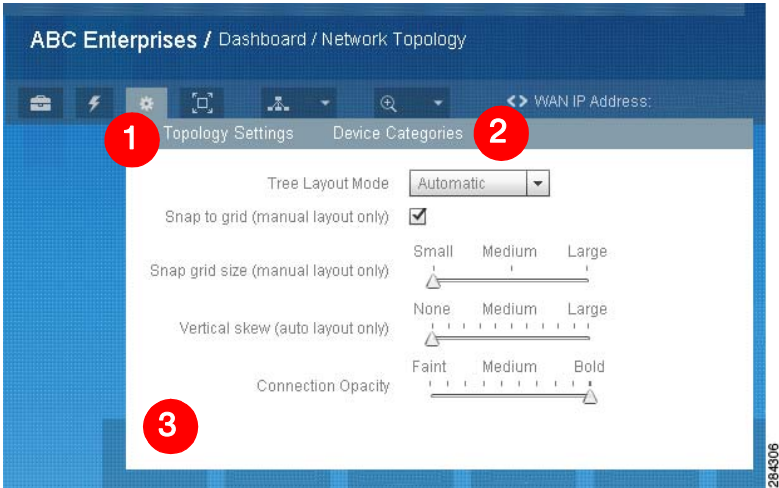 ABC Enterprises / Dashboard / Network Topology
WAN IP Address:
1 Topology Settings Device Categories 2
Tree Layout Mode Automatic
Snap to grid (manual layout only)
Small Medium Large
Snap grid size (manual layout only)
None Medium Large
Vertical skew (auto layout only)
Faint Medium Bold
Connection Opacity
3
284306